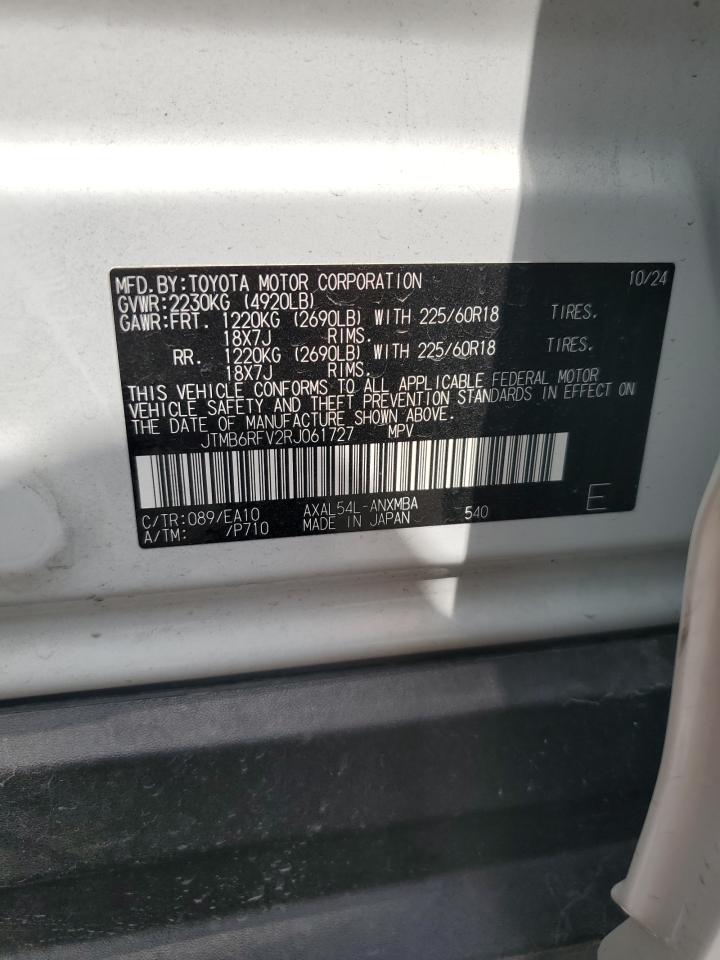 MFD.BY:TOYOTA MOTOR CORPORATION 10/24
GVWR:2230KG (4920LB)
GAWR:FRT. 1220KG (2690LB) WITH 225/60R18 TIRES.
18X7J RIMS.
RR. 1220KG (2690LB) WITH 225/60R18 TIRES.
18X7J RIMS.
THIS VEHICLE CONFORMS TO ALL APPLICABLE FEDERAL MOTOR
VEHICLE SAFETY AND THEFT PREVENTION STANDARDS IN EFFECT ON
THE DATE OF MANUFACTURE SHOWN ABOVE.
JTMB6RFV2RJ061727 MPV
C/TR:089/EA10 AXAL54L-ANXMBA 540 E
A/TM: /P710 MADE IN JAPAN